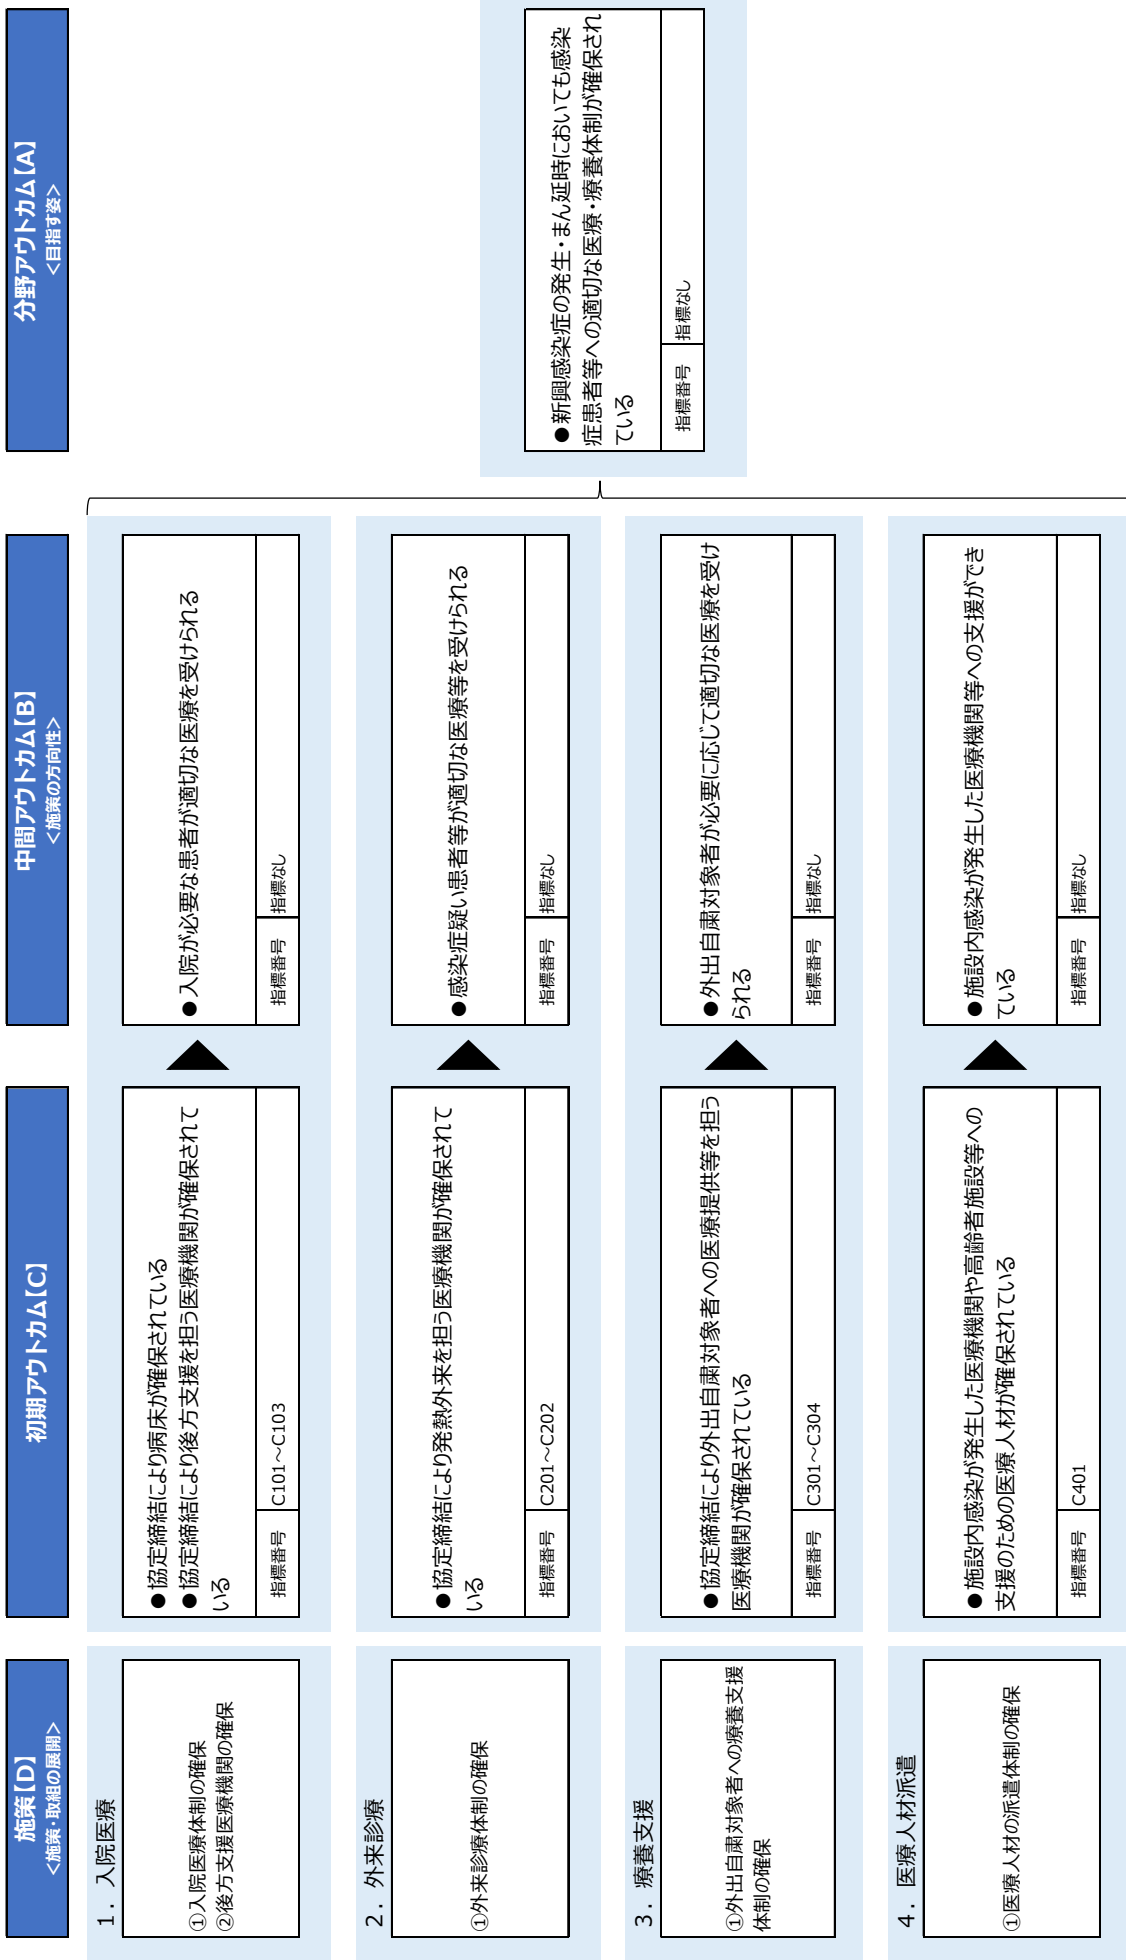 施策【D】
＜施策・取組の展開＞
初期アウトカム【C】
中間アウトカム【B】
＜施策の方向性＞
分野アウトカム【A】
＜目指す姿＞
１．入院医療
①入院医療体制の確保
②後方支援医療機関の確保
●協定締結により病床が確保されている
●協定締結により後方支援を担う医療機関が確保されて
いる
指標番号 C101～C103
●入院が必要な患者が適切な医療を受けられる
指標番号 指標なし
２．外来診療
①外来診療体制の確保
●協定締結により発熱外来を担う医療機関が確保されて
いる
指標番号 C201～C202
●感染症疑い患者等が適切な医療等を受けられる
指標番号 指標なし
３．療養支援
①外出自粛対象者への療養支援
体制の確保
●協定締結により外出自粛対象者への医療提供等を担う
医療機関が確保されている
指標番号 C301～C304
●外出自粛対象者が必要に応じて適切な医療を受け
られる
指標番号 指標なし
４．医療人材派遣
①医療人材の派遣体制の確保
●施設内感染が発生した医療機関や高齢者施設等への
支援のための医療人材が確保されている
指標番号 C401
●施設内感染が発生した医療機関等への支援ができ
ている
指標番号 指標なし
●新興感染症の発生・まん延時においても感染
症患者等への適切な医療・療養体制が確保され
ている
指標番号 指標なし